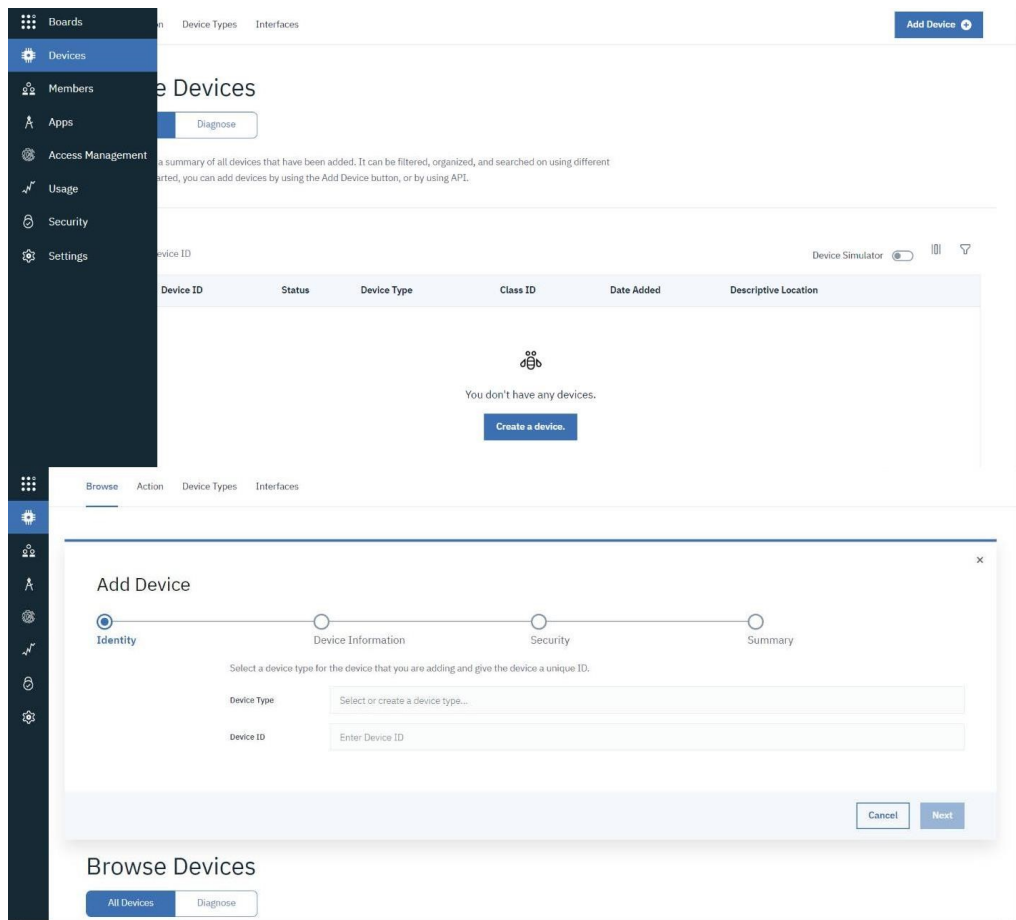 Boards
Devices
Members
Apps
Access Management
Usage
Security
Settings
n Device Types Interfaces
Add Device
e Devices
Diagnose
a summary of all devices that have been added. It can be filtered, organized, and searched on using different
arted, you can add devices by using the Add Device button, or by using API.
evice ID
Device Simulator
Device ID Status Device Type Class ID Date Added Descriptive Location
You don't have any devices.
Create a device.
Browse Action Device Types Interfaces
Add Device
Identity Device Information Security Summary
Select a device type for the device that you are adding and give the device a unique ID.
Device Type Select or create a device type...
Device ID Enter Device ID
Cancel Next
Browse Devices
All Devices Diagnose